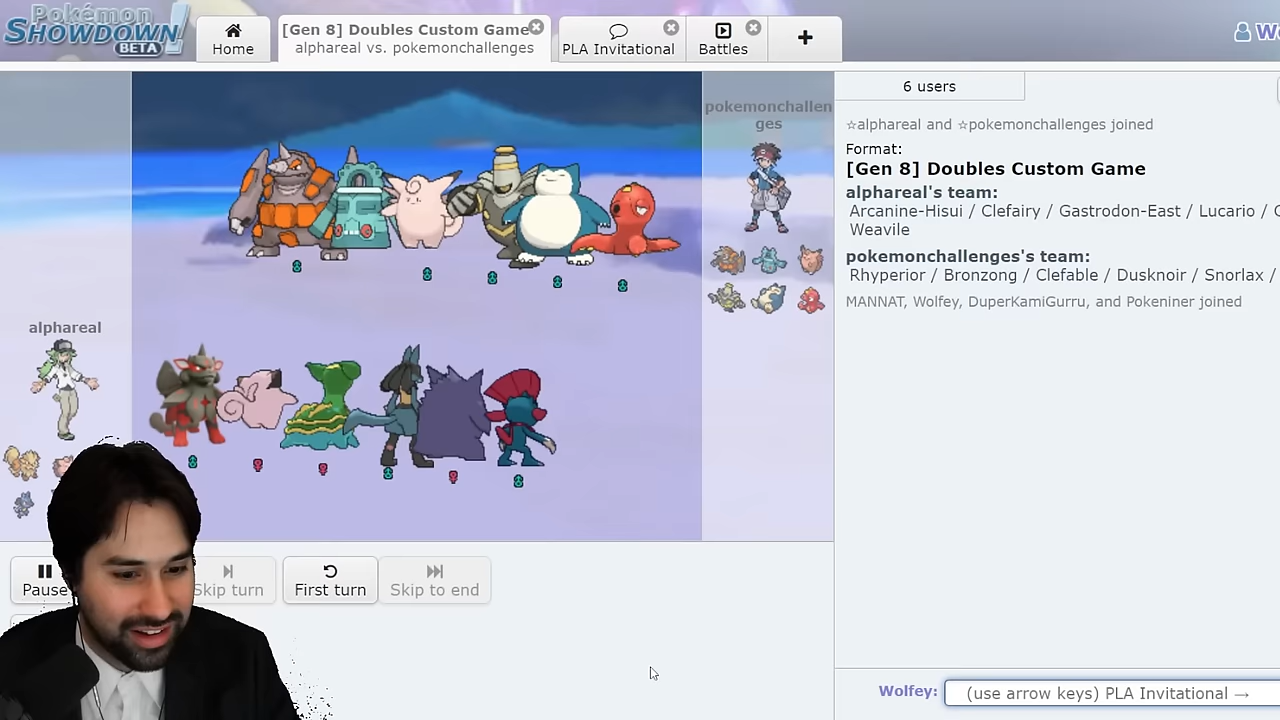 Pokémon
SHOWDOWN!
BETA
Home
[Gen 8] Doubles Custom Game
alphareal vs. pokemonchallenges
PLA Invitational
Battles
6 users
☆alphareal and ☆pokemonchallenges joined
Format:
[Gen 8] Doubles Custom Game
alphareal's team:
Arcanine-Hisui / Clefairy / Gastrodon-East / Lucario /
Weavile
pokemonchallenges's team:
Rhyperior / Bronzong / Clefable / Dusknoir / Snorlax /
MANNAT, Wolfey, DuperKamiGurru, and Pokeniner joined
pokemonchallen
ges
alphareal
Pause
Skip turn
First turn
Skip to end
Wolfey:
(use arrow keys) PLA Invitational →